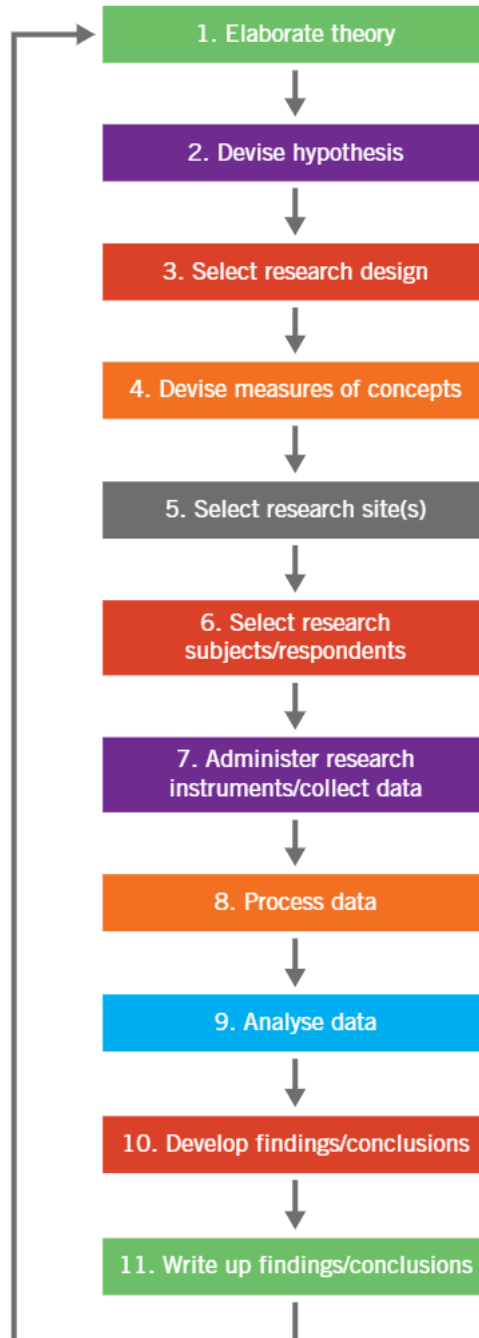 1. Elaborate theory
2. Devise hypothesis
3. Select research design
4. Devise measures of concepts
5. Select research site(s)
6. Select research
subjects/respondents
7. Administer research
instruments/collect data
8. Process data
9. Analyse data
10. Develop findings/conclusions
11. Write up findings/conclusions